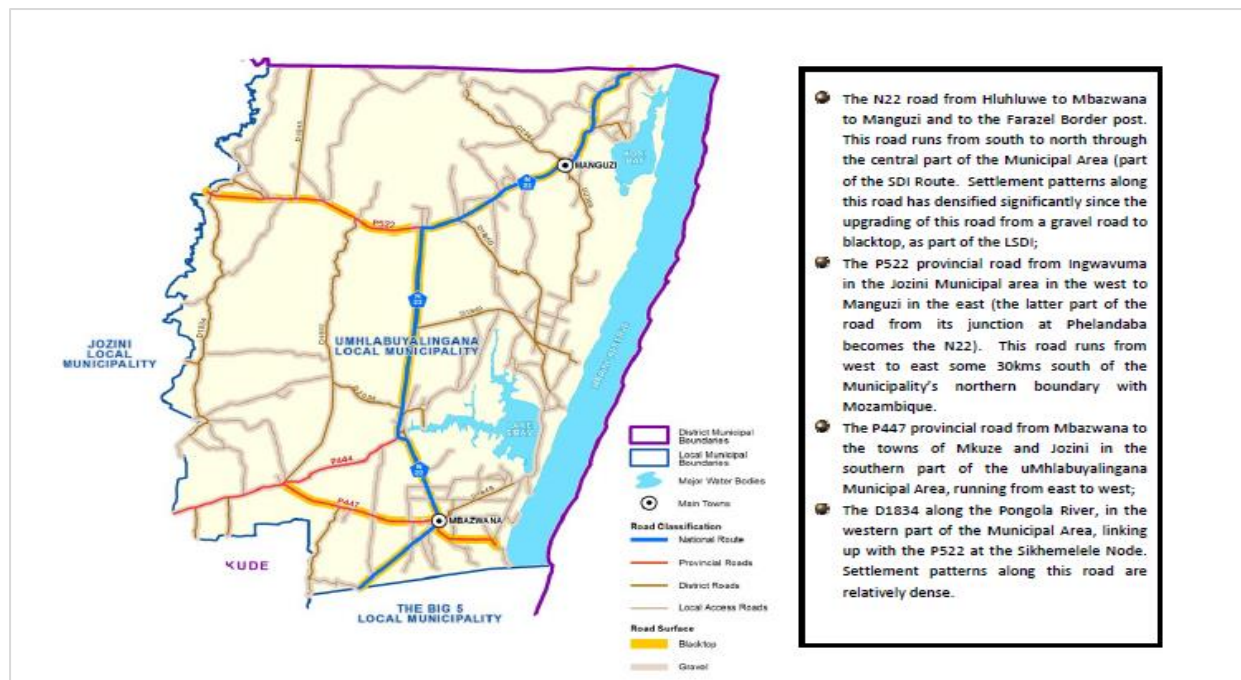 MANGUZI
P522
UMHLABUYALINGANA
LOCAL MUNICIPALITY
JOZINI
LOCAL
MUNICIPALITY
P444
P447
MBAZWANA
KUDE
THE BIG 5
LOCAL MUNICIPALITY
D1834
District Municipal
Boundaries
Local Municipal
Boundaries
Major Water Bodies
Main Towns
Road Classification
National Route
Provincial Roads
District Roads
Local Access Roads
Road Surface
Blacktop
Gravel
The N22 road from Hluhluwe to Mbazwana
to Manguzi and to the Farazel Border post.
This road runs from south to north through
the central part of the Municipal Area (part
of the SDI Route. Settlement patterns along
this road has densified significantly since the
upgrading of this road from a gravel road to
blacktop, as part of the LSDI;
The P522 provincial road from Ingwavuma
in the Jozini Municipal area in the west to
Manguzi in the east (the latter part of the
road from its junction at Phelandaba
becomes the N22). This road runs from
west to east some 30kms south of the
Municipality's northern boundary with
Mozambique.
The P447 provincial road from Mbazwana to
the towns of Mkuze and Jozini in the
southern part of the uMhlabuyalingana
Municipal Area, running from east to west;
The D1834 along the Pongola River, in the
western part of the Municipal Area, linking
up with the P522 at the Sikhemelele Node.
Settlement patterns along this road are
relatively dense.